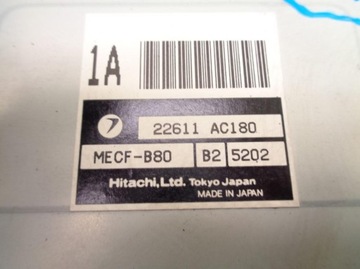 1A
22611 AC180
MECF-B80 B2 5202
Hitachi,Ltd. Tokyo Japan
MADE IN JAPAN